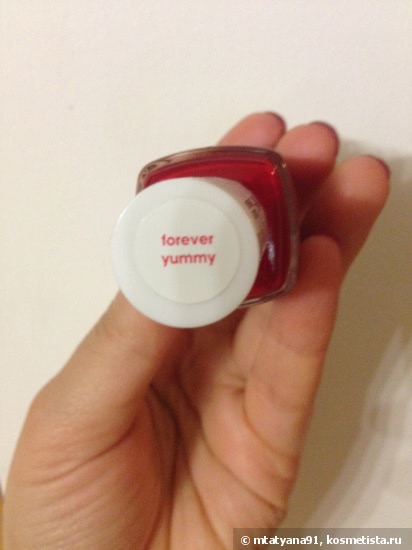 forever
yummy
© mtatyana91, kosmetista.ru